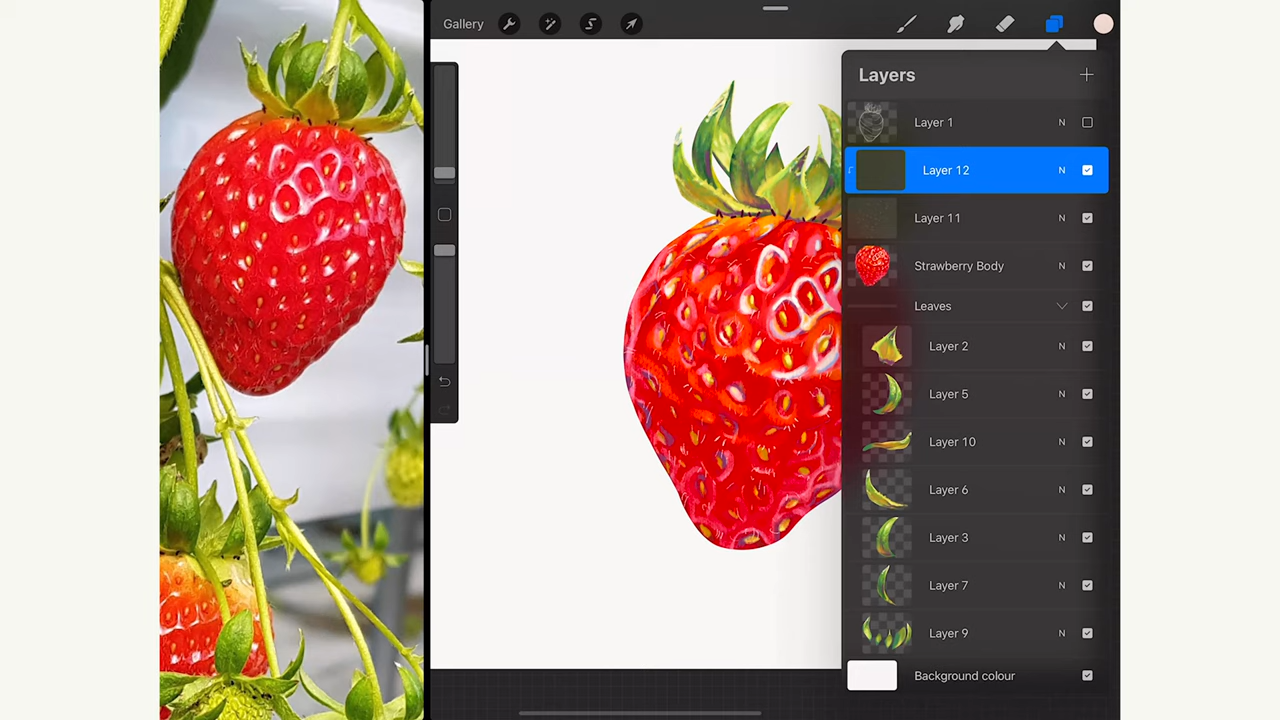 Gallery
Layers
Layer 1 N
Layer 12 N
Layer 11 N
Strawberry Body N
Leaves
Layer 2 N
Layer 5 N
Layer 10 N
Layer 6 N
Layer 3 N
Layer 7 N
Layer 9 N
Background colour